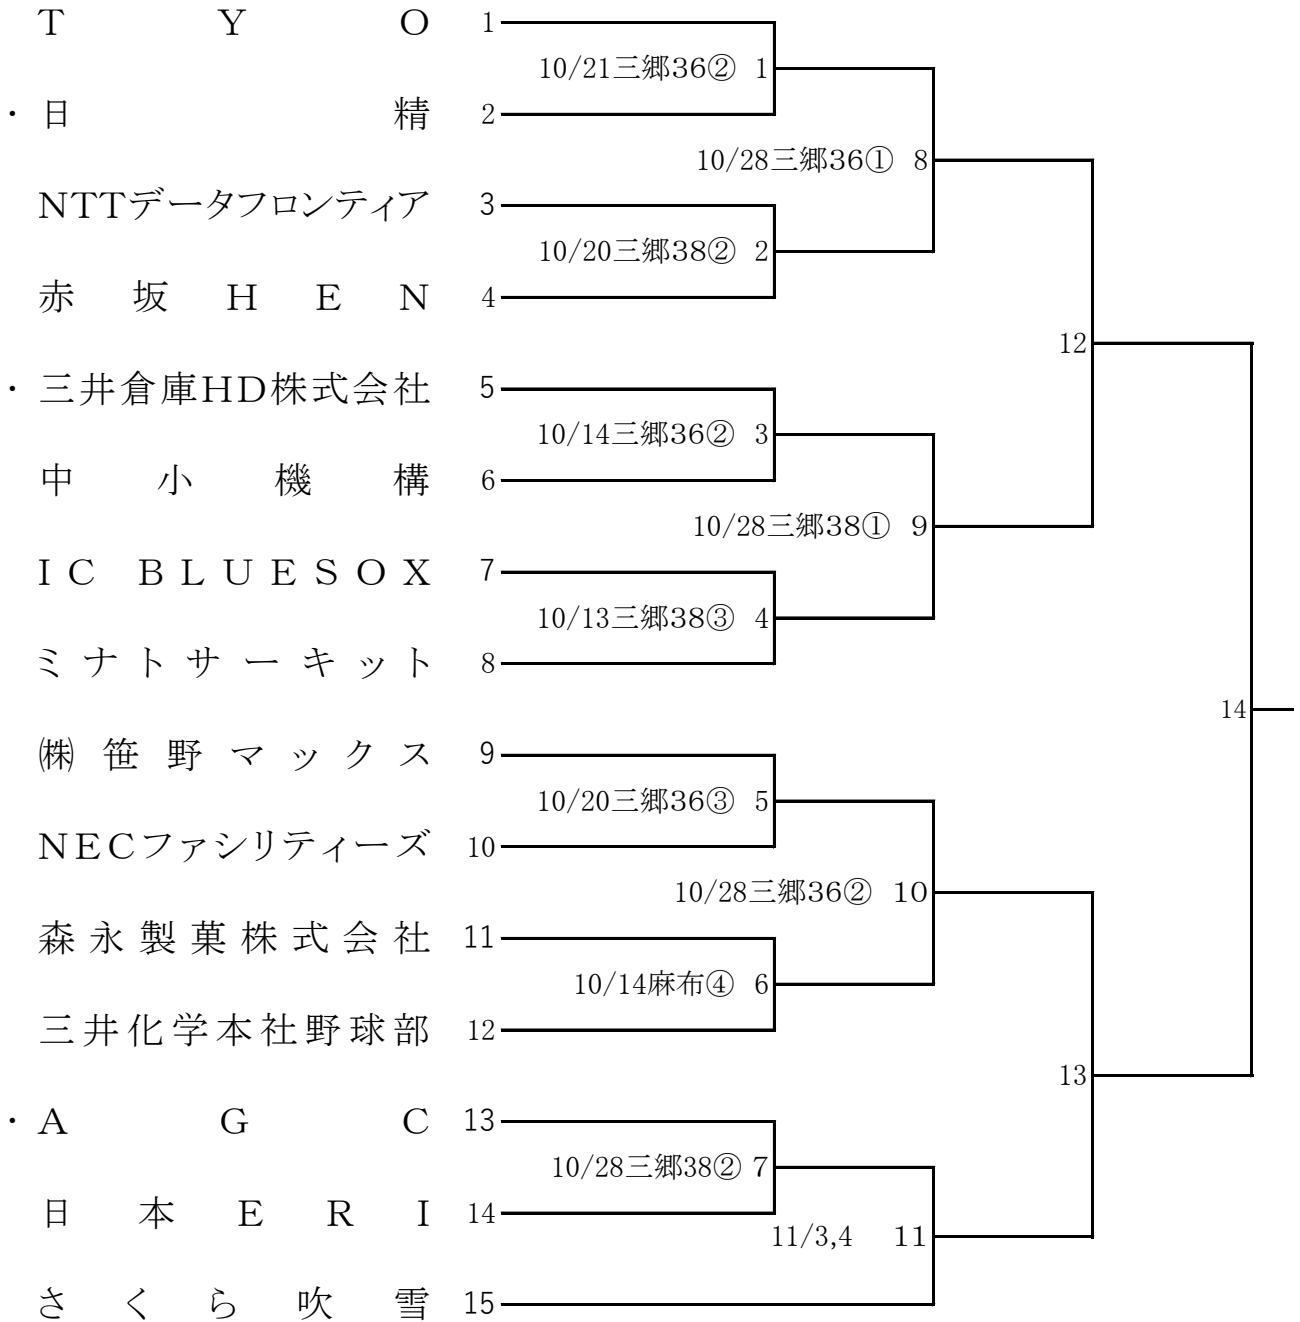 TYO 1
10/21三郷36② 1
・日精 2
10/28三郷36① 8
NTTデータフロンティア 3
10/20三郷38② 2
赤坂HEN 4
12
・三井倉庫HD株式会社 5
10/14三郷36② 3
中小機構 6
10/28三郷38① 9
IC BLUESOX 7
10/13三郷38③ 4
ミナトサーキット 8
14
㈱笹野マックス 9
10/20三郷36③ 5
NECファシリティーズ 10
10/28三郷36② 10
森永製菓株式会社 11
10/14麻布④ 6
三井化学本社野球部 12
13
・AGC 13
10/28三郷38② 7
日本ERI 14
11/3,4 11
さくら吹雪 15